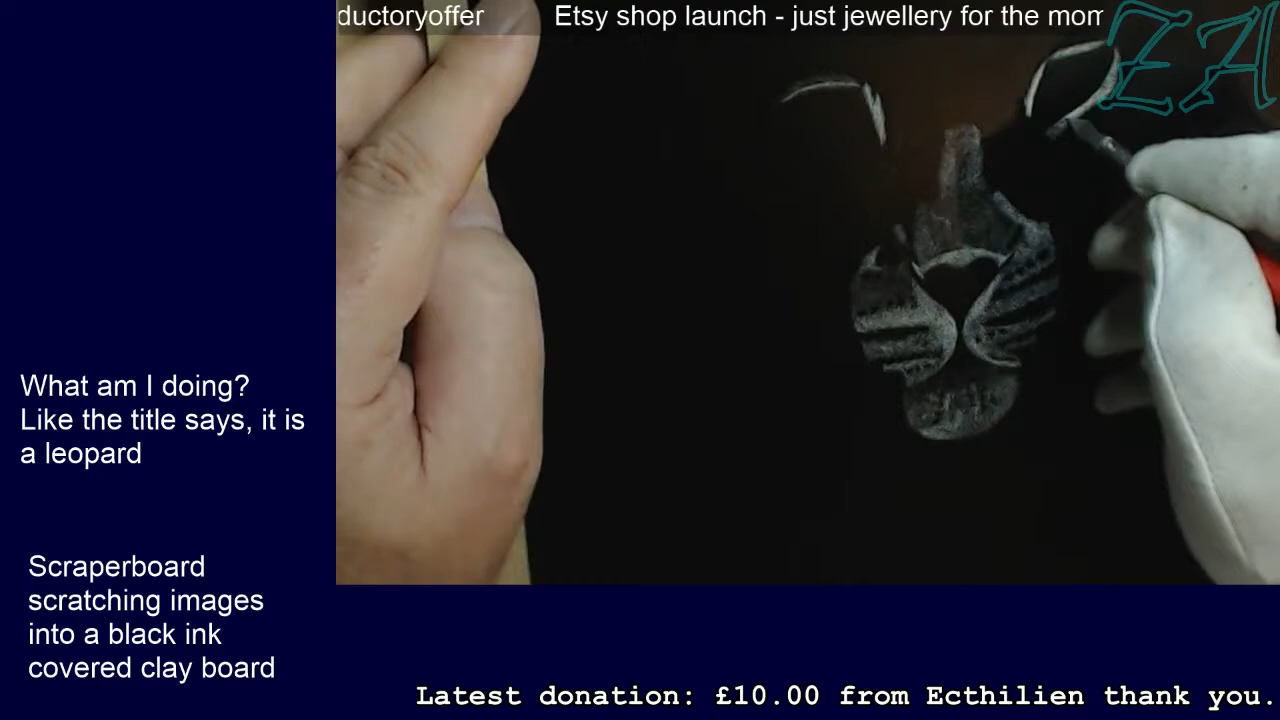 ductoryoffer Etsy shop launch - just jewellery for the mom
ZA
What am I doing?
Like the title says, it is
a leopard
Scraperboard
scratching images
into a black ink
covered clay board
Latest donation: £10.00 from Ecthilien thank you.